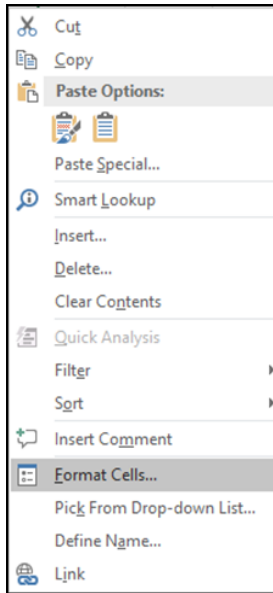 Cut
Copy
Paste Options:
Paste Special...
Smart Lookup
Insert...
Delete...
Clear Contents
Quick Analysis
Filter
Sort
Insert Comment
Format Cells...
Pick From Drop-down List...
Define Name...
Link